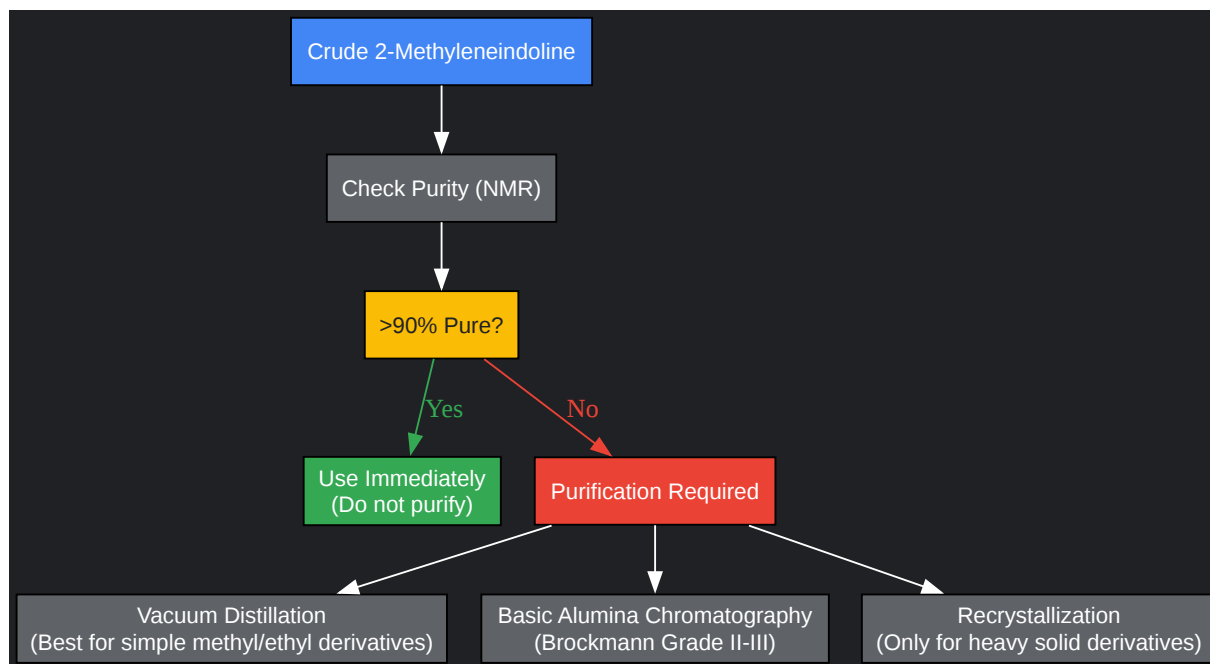 Crude 2-Methyleneindoline
Check Purity (NMR)
>90% Pure?
Yes
No
Use Immediately
(Do not purify)
Purification Required
Vacuum Distillation
(Best for simple methyl/ethyl derivatives)
Basic Alumina Chromatography
(Brockmann Grade II-III)
Recrystallization
(Only for heavy solid derivatives)